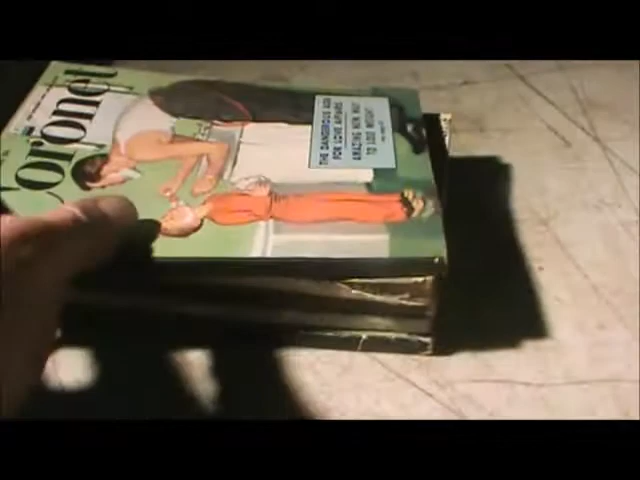 Coronet
THE DANGEROUS AGE
FOR LOVE AFFAIRS
AMAZING NEW WAY
TO LOSE WEIGHT